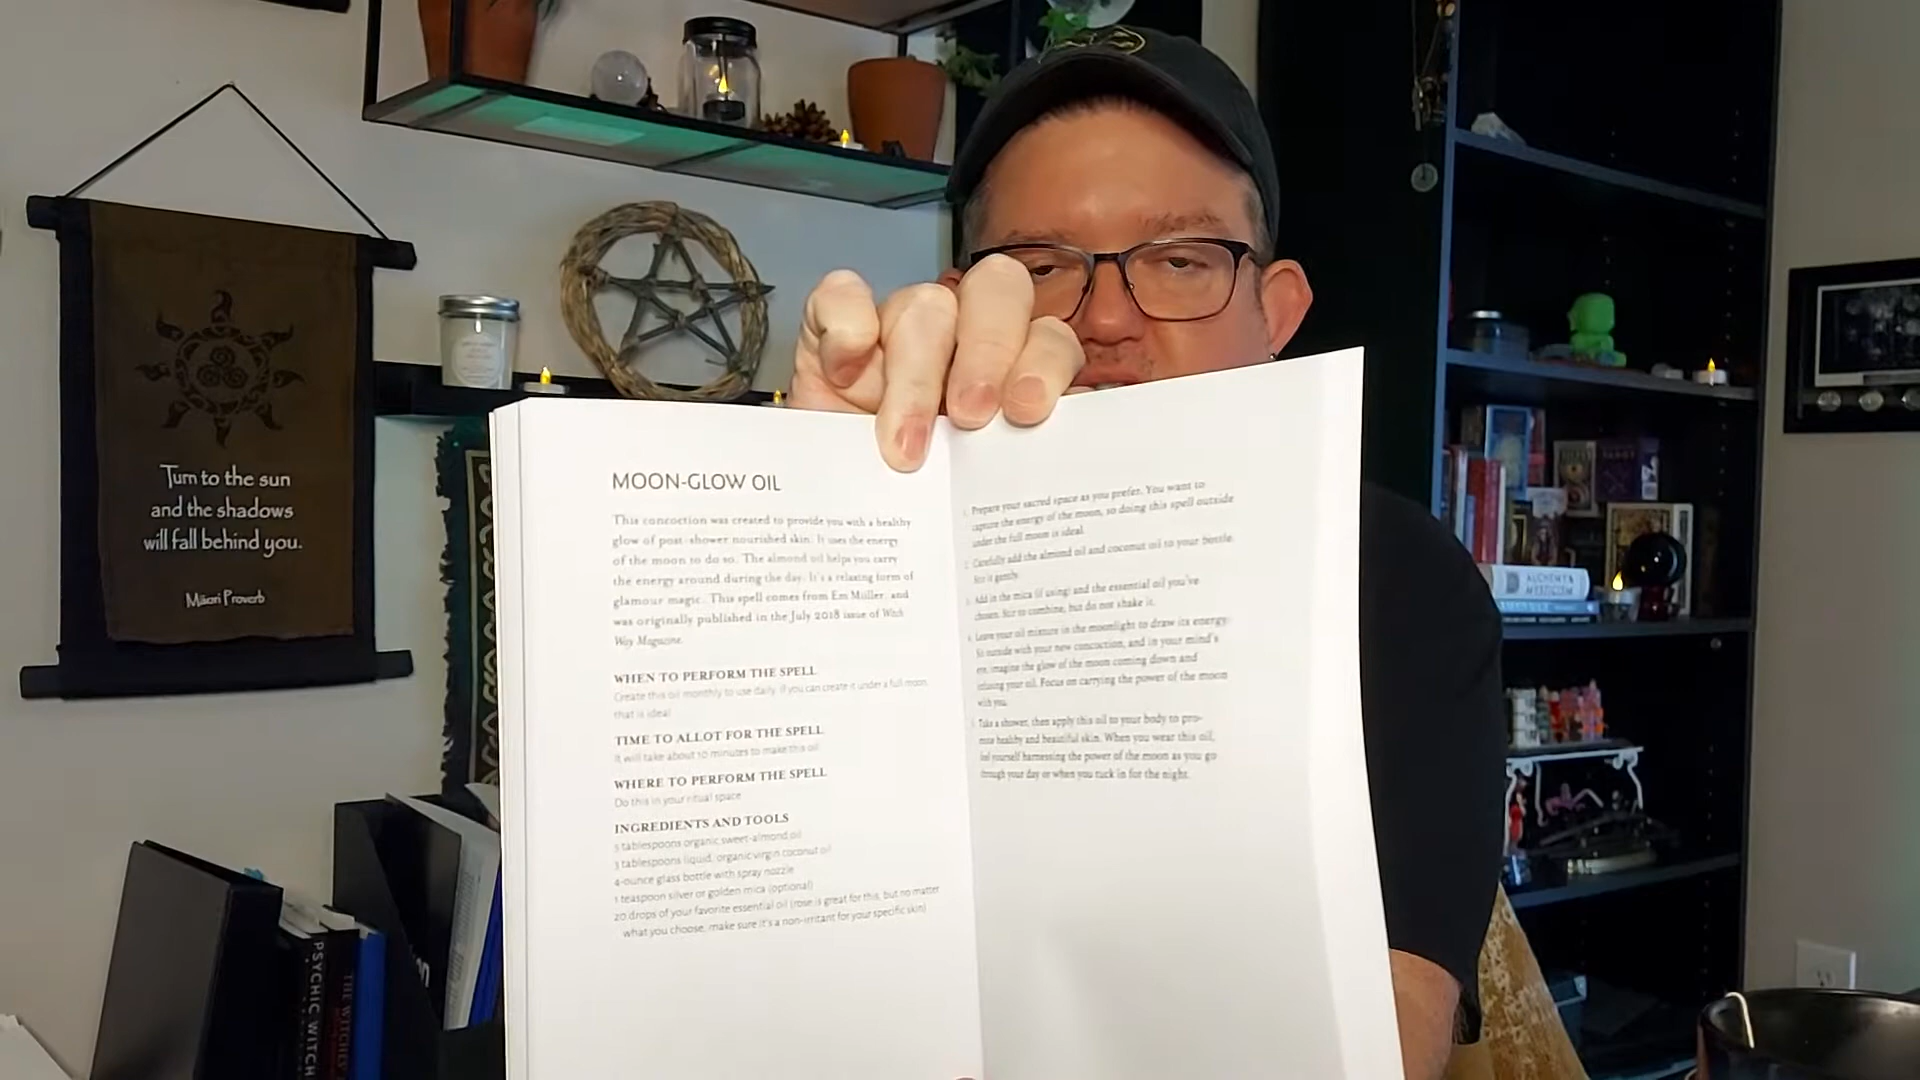 Turn to the sun
and the shadows
will fall behind you.
Māori Proverb
MOON-GLOW OIL
This concoction was created to provide you with a healthy
glow of post-shower nourished skin. It uses the energy
of the moon to do so. The almond oil helps you carry
the energy around during the day. It's a relaxing form of
glamour magic. This spell comes from Em Miller, and
was originally published in the July 2018 issue of Witch
Way Magazine.
WHEN TO PERFORM THE SPELL
Create this oil monthly to use daily. If you can create it under a full moon,
that is ideal.
TIME TO ALLOT FOR THE SPELL
It will take about 10 minutes to make this oil.
WHERE TO PERFORM THE SPELL
Do this in your ritual space.
INGREDIENTS AND TOOLS
tablespoons organic sweet-almond oil
3 tablespoons liquid, organic virgin coconut oil
4-ounce glass bottle with spray nozzle
1 teaspoon silver or golden mica (optional)
20 drops of your favorite essential oil (rose is great for this, but no matter
what you choose, make sure it's a non-irritant for your specific skin)
Prepare your sacred space as you prefer. You want to
capture the energy of the moon, so doing this spell outside
under the full moon is ideal.
Carefully add the almond oil and coconut oil to your bottle.
Stir it gently.
Add in the mica (if using) and the essential oil you've
chosen. Stir to combine, but do not shake it.
Leave your oil mixture in the moonlight to draw its energy.
Sit outside with your new concoction, and in your mind's
eye, imagine the glow of the moon coming down and
infusing your oil. Focus on carrying the power of the moon
with you.
Take a shower, then apply this oil to your body to pro-
mote healthy and beautiful skin. When you wear this oil,
feel yourself harnessing the power of the moon as you go
through your day or when you tuck in for the night.
PSYCHIC WITCH
THE WITCHES'
ALCHEMY &
MYSTICISM
TAROT